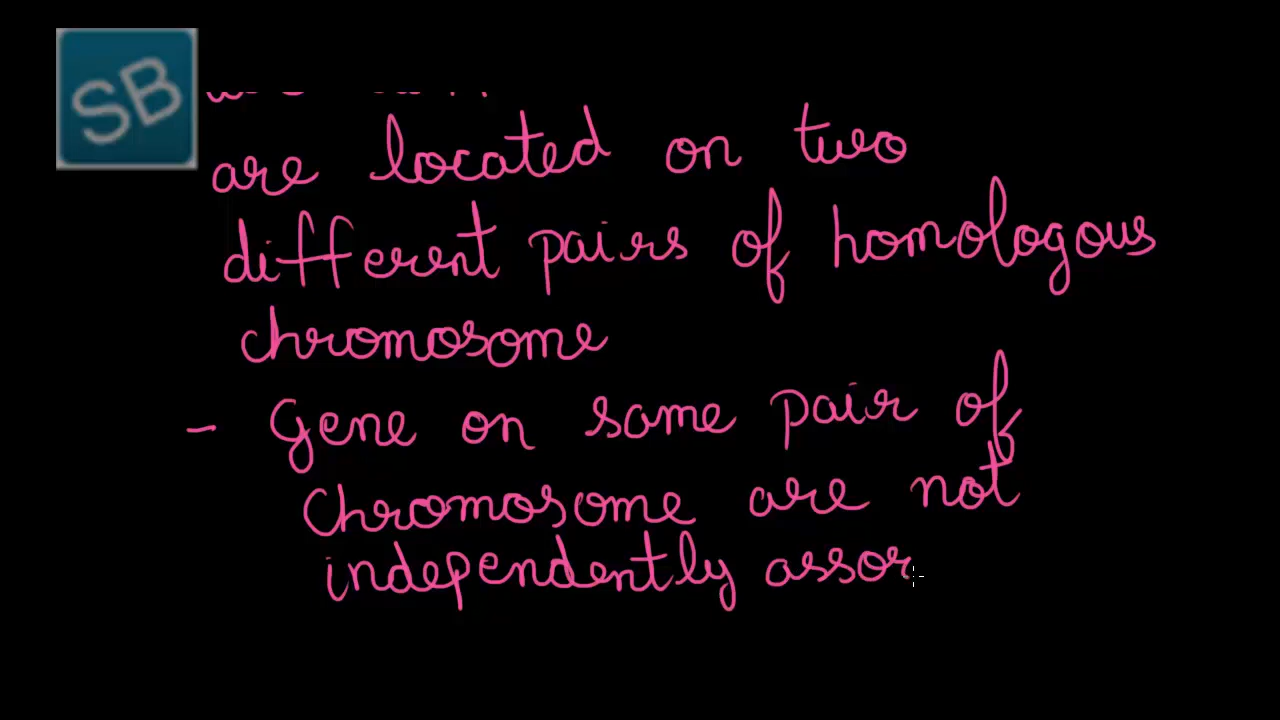 SB
are located on two
different pairs of homologous
chromosome
- Gene on same pair of
Chromosome are not
independently assor